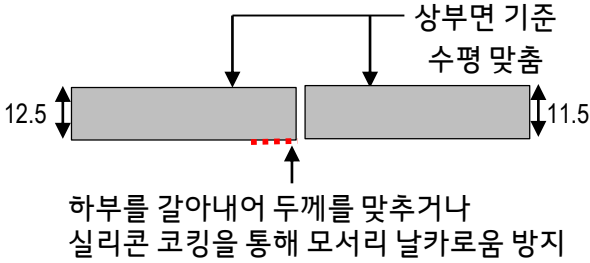 상부면 기준
수평 맞춤
12.5
11.5
하부를 갈아내어 두께를 맞추거나
실리콘 코킹을 통해 모서리 날카로움 방지